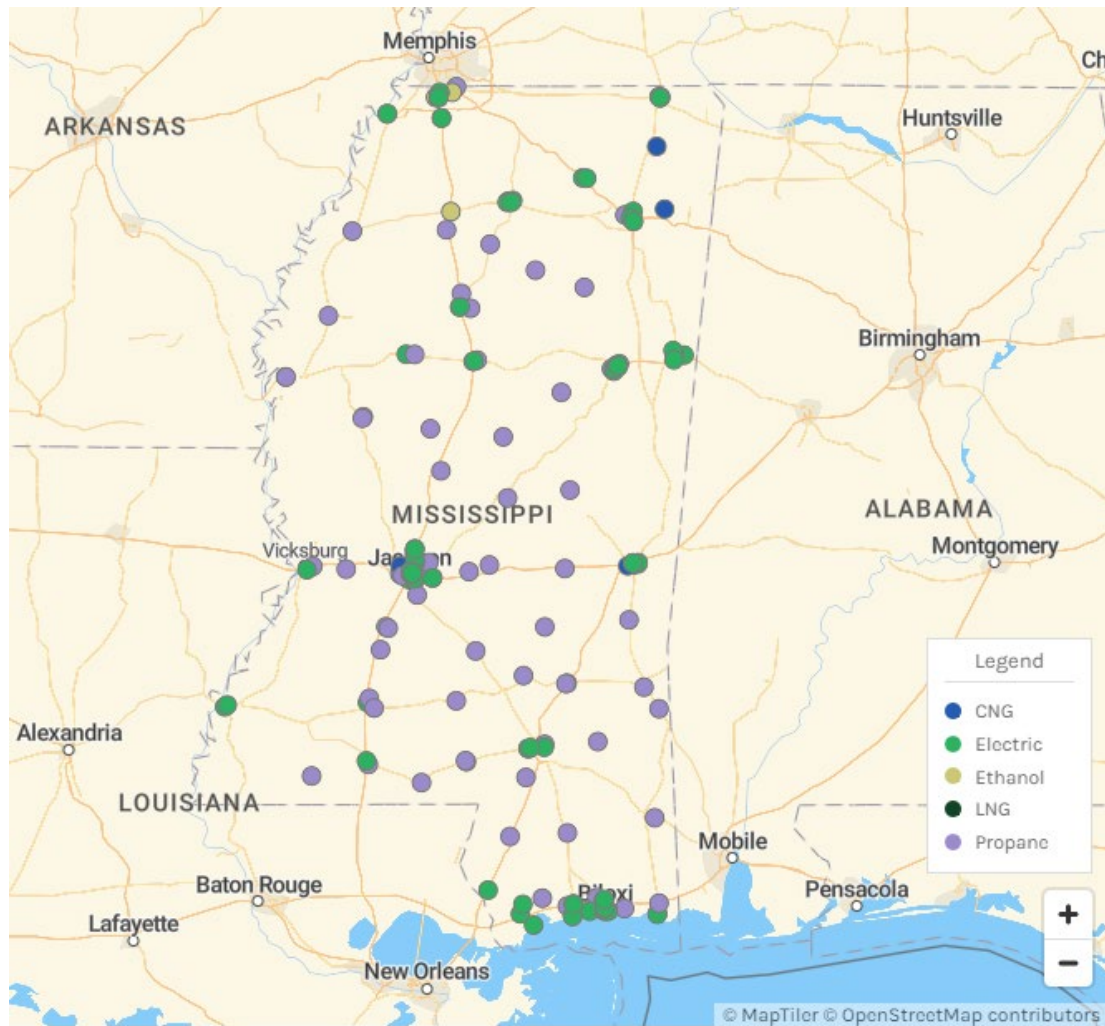 Memphis
Ch
ARKANSAS
Huntsville
Birmingham
MISSISSIPPI
ALABAMA
Vicksburg
Montgomery
Legend
CNG
Electric
Ethanol
LNG
Propane
Alexandria
LOUISIANA
Mobile
Baton Rouge
Pensacola
Lafayette
New Orleans
+
−
© MapTiler © OpenStreetMap contributors